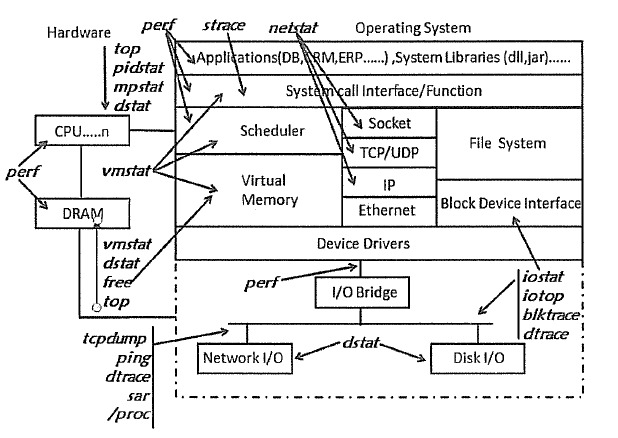 Hardware
perf
strace
netstat
Operating System
top
pidstat
mpstat
dstat
Applications(DB,CRM,ERP......) ,System Libraries (dll,jar)......
System call Interface/Function
CPU.....n
Scheduler
Socket
TCP/UDP
File System
perf
vmstat
Virtual
Memory
IP
Ethernet
Block Device Interface
DRAM
Device Drivers
vmstat
dstat
free
top
perf
I/O Bridge
iostat
iotop
blktrace
dtrace
tcpdump
ping
dtrace
sar
/proc
Network I/O
dstat
Disk I/O